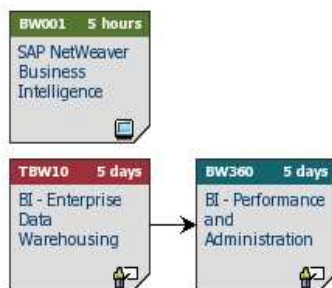 BW001 5 hours
SAP NetWeaver
Business
Intelligence
TBW10 5 days
BI - Enterprise
Data
Warehousing
BW360 5 days
BI - Performance
and
Administration